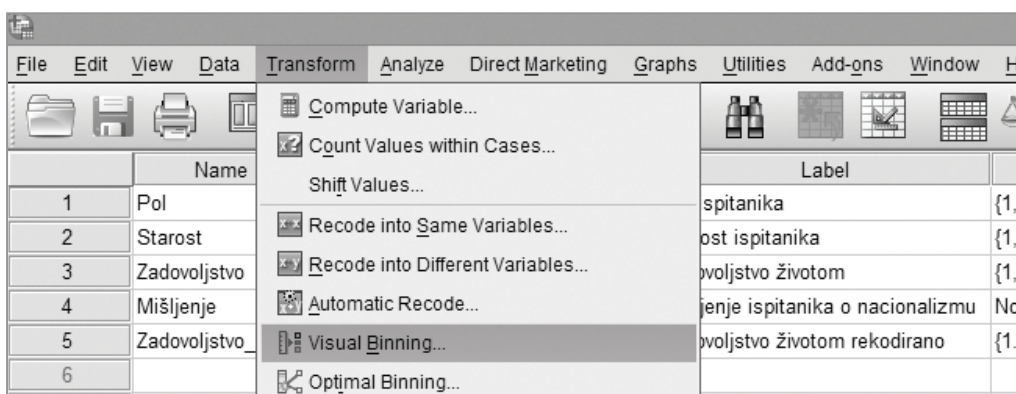 File Edit View Data Transform Analyze Direct Marketing Graphs Utilities Add-ons Window
Compute Variable...
Count Values within Cases...
Shift Values...
Recode into Same Variables...
Recode into Different Variables...
Automatic Recode...
Visual Binning...
Optimal Binning...
Name Label
1 Pol spitanika {1,
2 Starost ost ispitanika {1,
3 Zadovoljstvo ovoljstvo životom {1,
4 Mišljenje jenje ispitanika o nacionalizmu No
5 Zadovoljstvo_ ovoljstvo životom rekodirano {1.
6